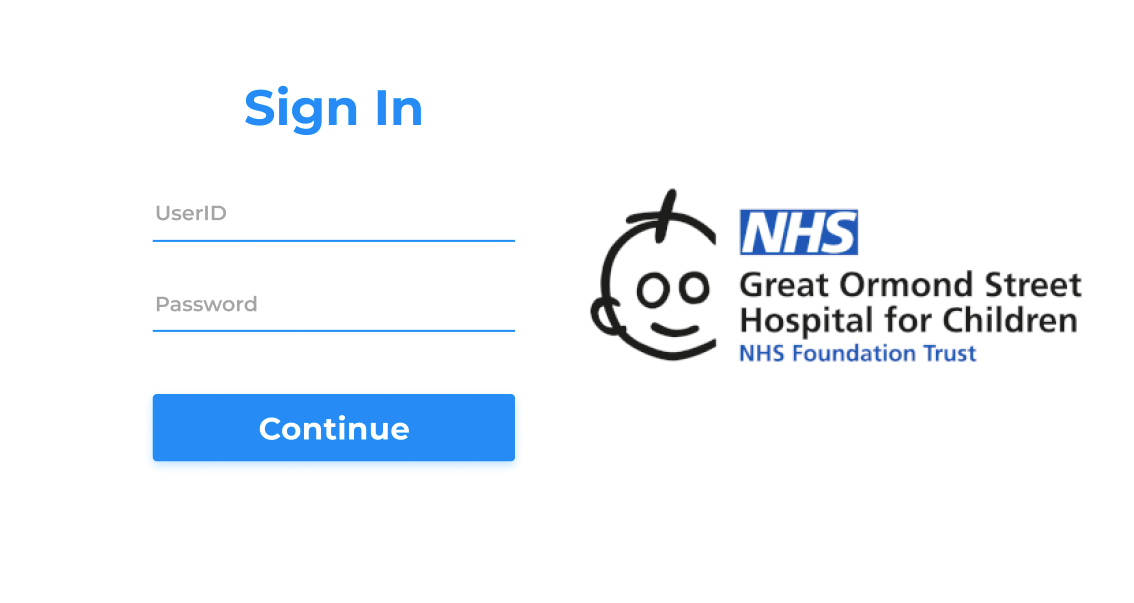 Sign In
UserID
Password
Continue
NHS
Great Ormond Street
Hospital for Children
NHS Foundation Trust